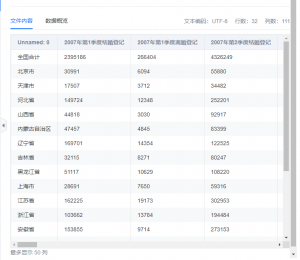 文件内容 数据概览 文本编码：UTF-8 行数：32 列数：111
Unnamed: 0 2007年第1季度结婚登记 2007年第1季度离婚登记 2007年第2季度结婚登记
全国合计 2395186 266404 4326249
北京市 30991 6094 55880
天津市 17507 3712 34482
河北省 149724 12348 252201
山西省 44818 3030 92917
内蒙古自治区 47457 4845 83399
辽宁省 169701 14354 122525
吉林省 32115 8271 80247
黑龙江省 51117 10629 108220
上海市 28691 7650 59316
江苏省 162225 19173 302953
浙江省 103662 13784 194484
安徽省 153855 9714 273153
最多显示 50 列